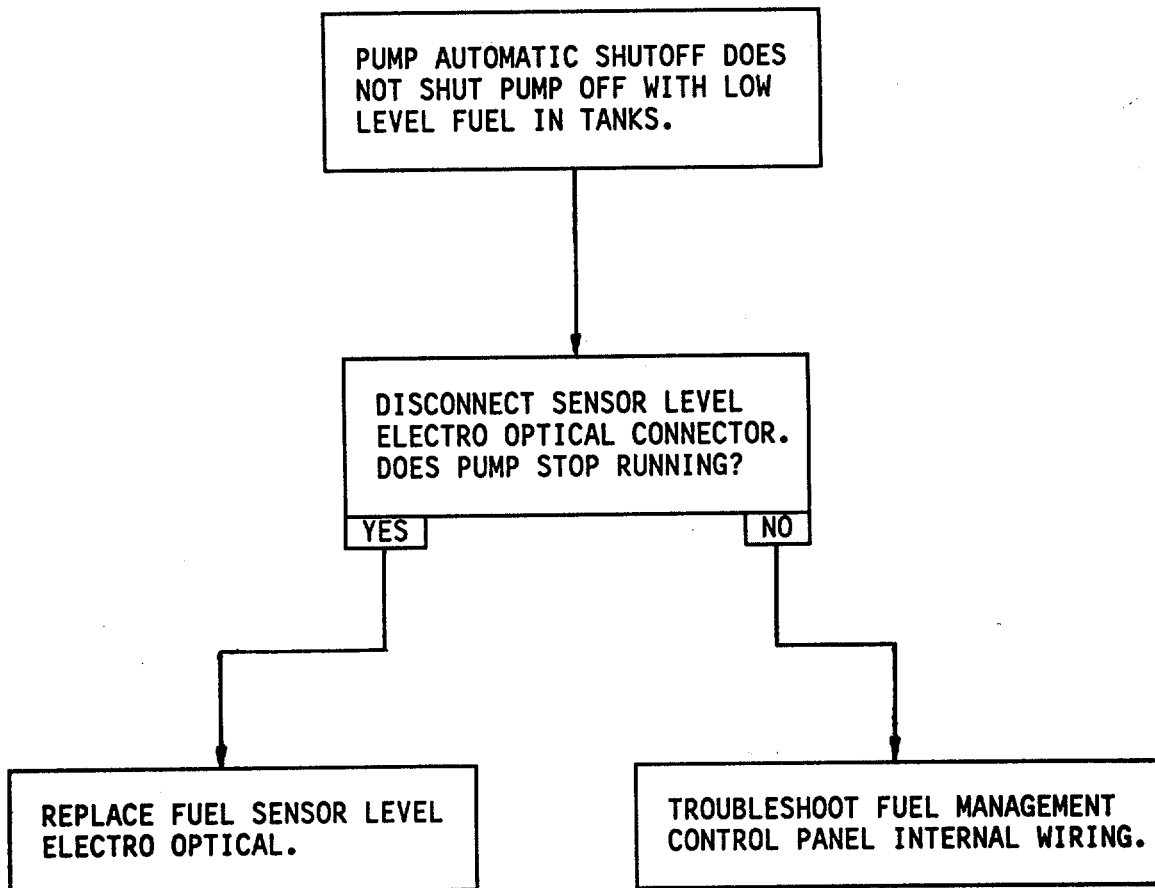 PUMP AUTOMATIC SHUTOFF DOES
NOT SHUT PUMP OFF WITH LOW
LEVEL FUEL IN TANKS.
DISCONNECT SENSOR LEVEL
ELECTRO OPTICAL CONNECTOR.
DOES PUMP STOP RUNNING?
YES
NO
REPLACE FUEL SENSOR LEVEL
ELECTRO OPTICAL.
TROUBLESHOOT FUEL MANAGEMENT
CONTROL PANEL INTERNAL WIRING.